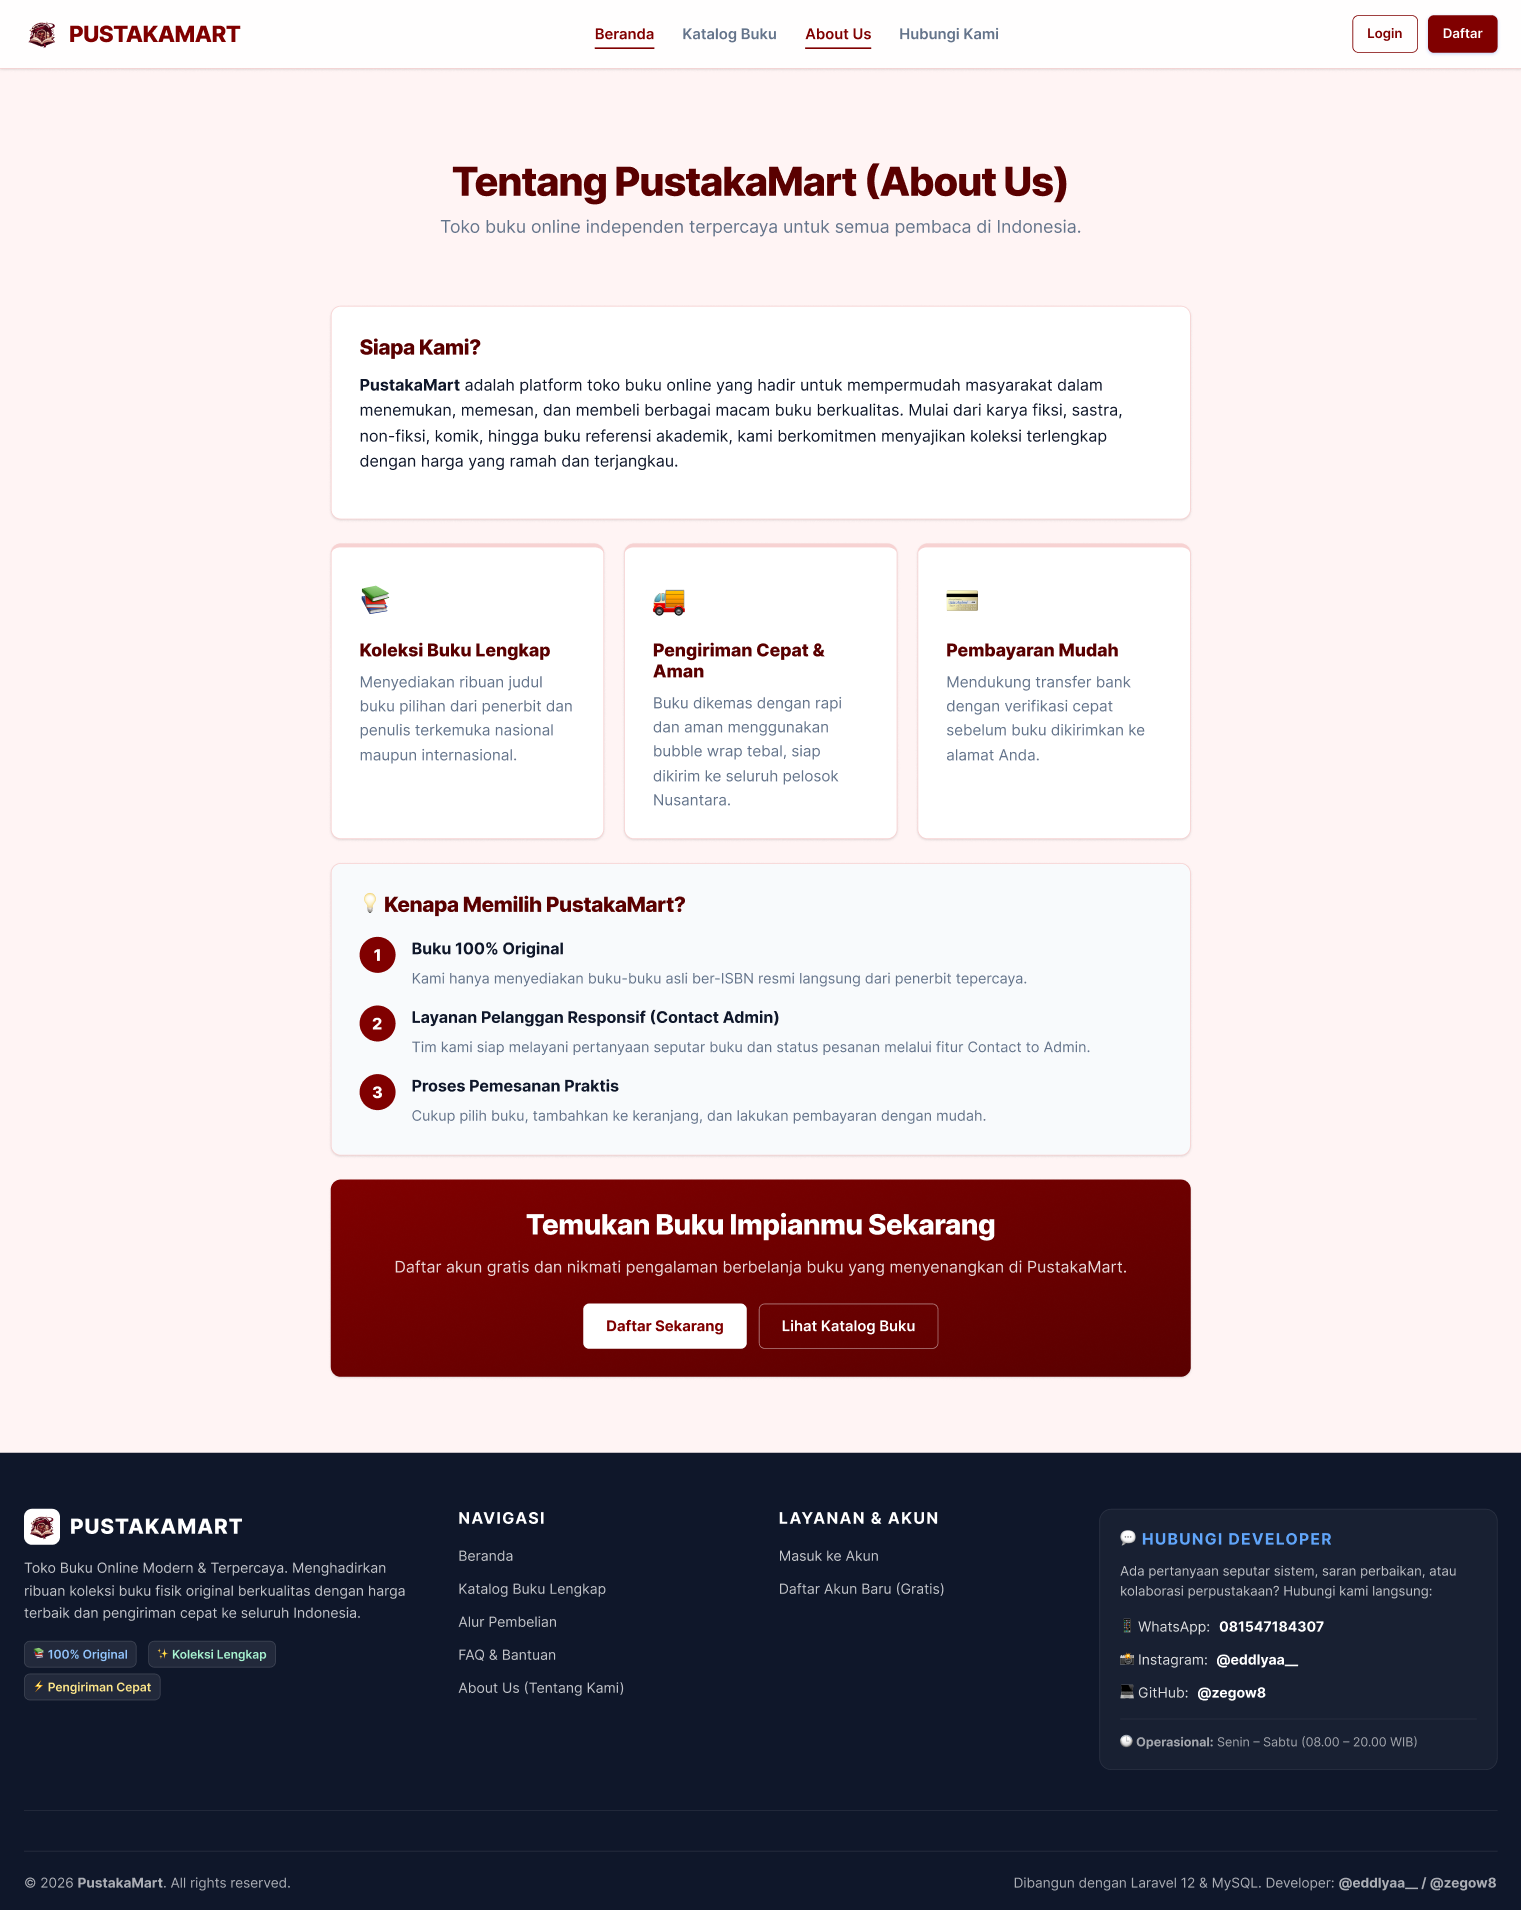 PUSTAKAMART
Beranda
Katalog Buku
About Us
Hubungi Kami
Login
Daftar
Tentang PustakaMart (About Us)
Toko buku online independen terpercaya untuk semua pembaca di Indonesia.
Siapa Kami?
PustakaMart adalah platform toko buku online yang hadir untuk mempermudah masyarakat dalam
menemukan, memesan, dan membeli berbagai macam buku berkualitas. Mulai dari karya fiksi, sastra,
non-fiksi, komik, hingga buku referensi akademik, kami berkomitmen menyajikan koleksi terlengkap
dengan harga yang ramah dan terjangkau.
Koleksi Buku Lengkap
Menyediakan ribuan judul
buku pilihan dari penerbit dan
penulis terkemuka nasional
maupun internasional.
Pengiriman Cepat &
Aman
Buku dikemas dengan rapi
dan aman menggunakan
bubble wrap tebal, siap
dikirim ke seluruh pelosok
Nusantara.
Pembayaran Mudah
Mendukung transfer bank
dengan verifikasi cepat
sebelum buku dikirimkan ke
alamat Anda.
💡 Kenapa Memilih PustakaMart?
1
Buku 100% Original
Kami hanya menyediakan buku-buku asli ber-ISBN resmi langsung dari penerbit tepercaya.
2
Layanan Pelanggan Responsif (Contact Admin)
Tim kami siap melayani pertanyaan seputar buku dan status pesanan melalui fitur Contact to Admin.
3
Proses Pemesanan Praktis
Cukup pilih buku, tambahkan ke keranjang, dan lakukan pembayaran dengan mudah.
Temukan Buku Impianmu Sekarang
Daftar akun gratis dan nikmati pengalaman berbelanja buku yang menyenangkan di PustakaMart.
Daftar Sekarang
Lihat Katalog Buku
PUSTAKAMART
Toko Buku Online Modern & Terpercaya. Menghadirkan
ribuan koleksi buku fisik original berkualitas dengan harga
terbaik dan pengiriman cepat ke seluruh Indonesia.
📚 100% Original
✨ Koleksi Lengkap
⚡ Pengiriman Cepat
NAVIGASI
Beranda
Katalog Buku Lengkap
Alur Pembelian
FAQ & Bantuan
About Us (Tentang Kami)
LAYANAN & AKUN
Masuk ke Akun
Daftar Akun Baru (Gratis)
💬 HUBUNGI DEVELOPER
Ada pertanyaan seputar sistem, saran perbaikan, atau
kolaborasi perpustakaan? Hubungi kami langsung:
📱 WhatsApp: 081547184307
📸 Instagram: @eddlyaa__
💻 GitHub: @zegow8
🕒 Operasional: Senin – Sabtu (08.00 – 20.00 WIB)
© 2026 PustakaMart. All rights reserved.
Dibangun dengan Laravel 12 & MySQL. Developer: @eddlyaa__ / @zegow8